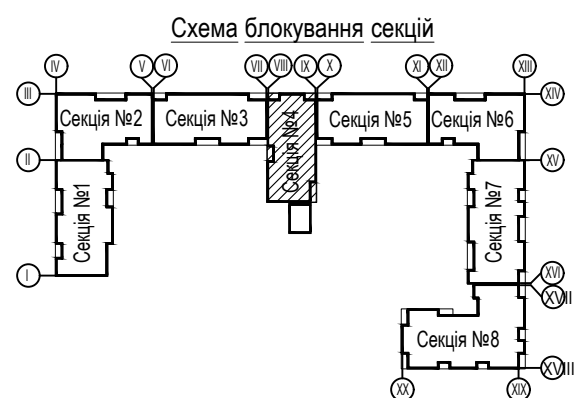 Схема блокування секцій
IV V VI VII VIII IX X XI XII XIII
III XIV
Секція №2 Секція №3 Секція №4 Секція №5 Секція №6
II XV
Секція №1 Секція №7
I XVI
XVII
Секція №8
XVIII
XX XIX